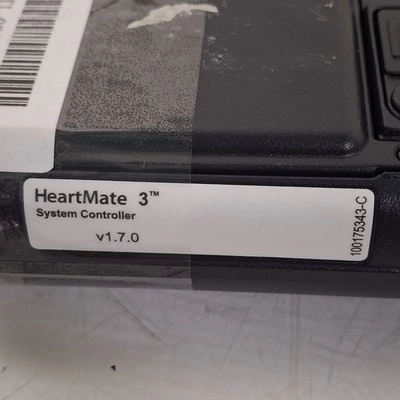 HeartMate 3™
System Controller
v1.7.0
100175343-C